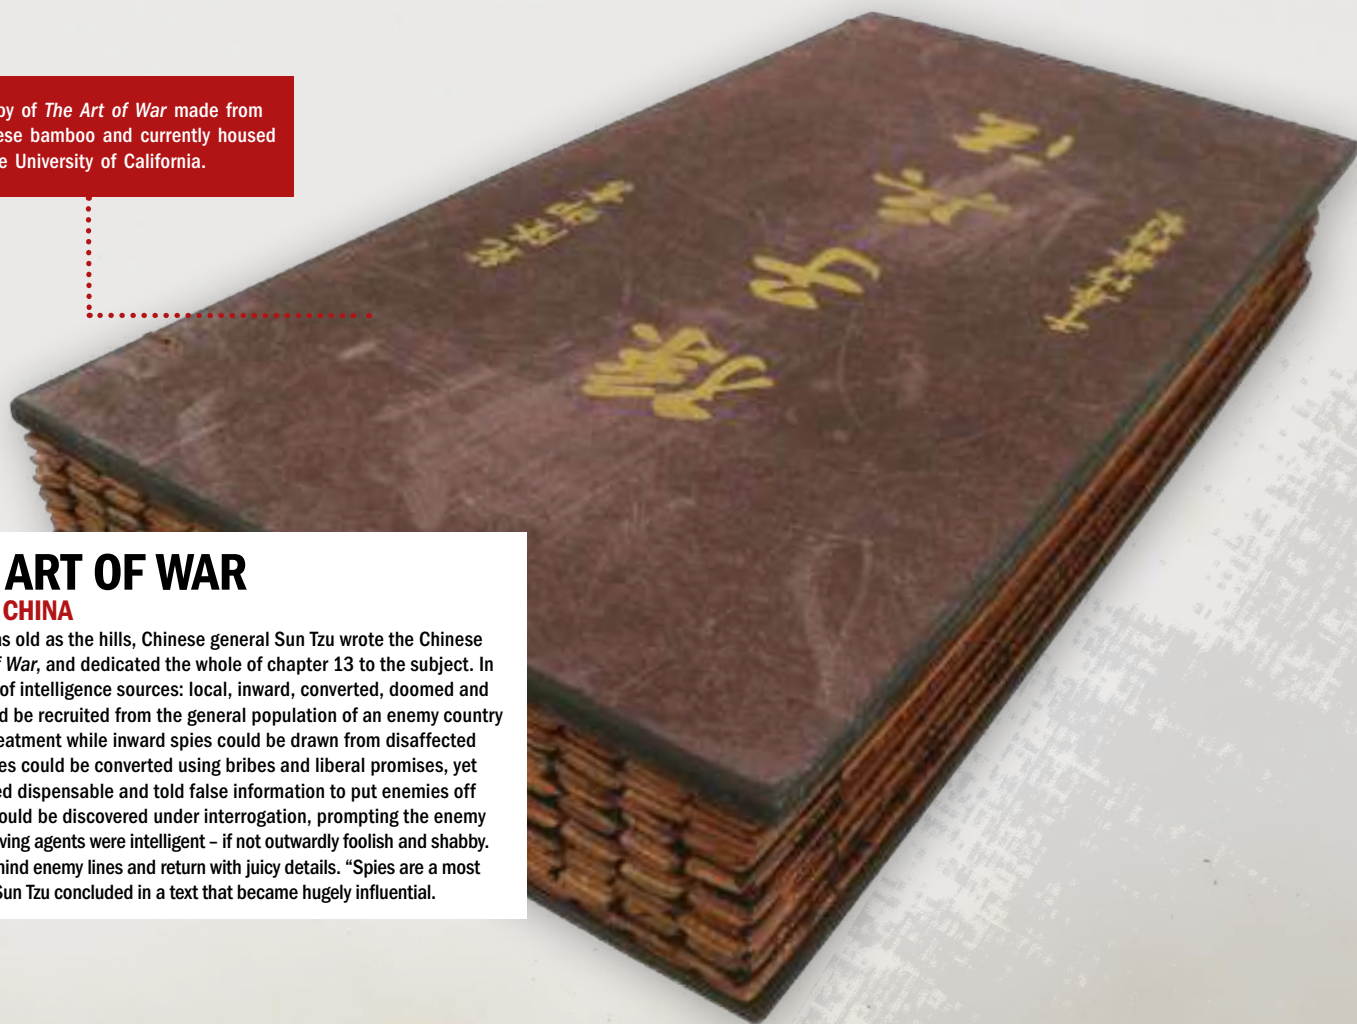 py of The Art of War made from
ese bamboo and currently housed
e University of California.
孫子兵法
ART OF WAR
CHINA
as old as the hills, Chinese general Sun Tzu wrote the Chinese
f War, and dedicated the whole of chapter 13 to the subject. In
of intelligence sources: local, inward, converted, doomed and
d be recruited from the general population of an enemy country
eatment while inward spies could be drawn from disaffected
es could be converted using bribes and liberal promises, yet
ed dispensable and told false information to put enemies off
ould be discovered under interrogation, prompting the enemy
ving agents were intelligent – if not outwardly foolish and shabby.
hind enemy lines and return with juicy details. “Spies are a most
Sun Tzu concluded in a text that became hugely influential.